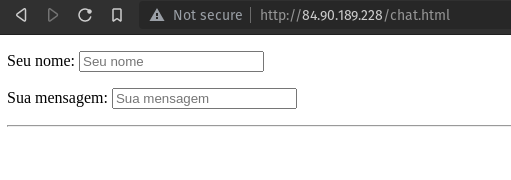 Not secure http://84.90.189.228/chat.html
Seu nome: Seu nome
Sua mensagem: Sua mensagem